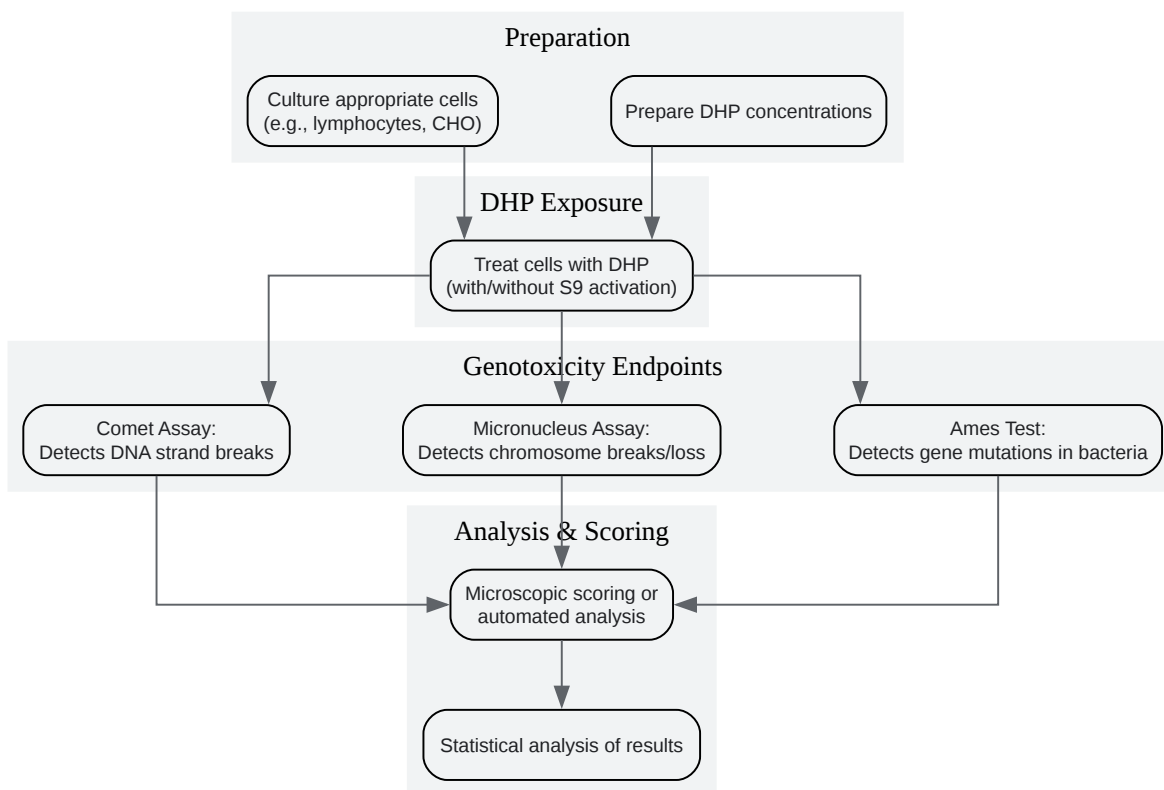 Preparation
Culture appropriate cells
(e.g., lymphocytes, CHO)
Prepare DHP concentrations
DHP Exposure
Treat cells with DHP
(with/without S9 activation)
Genotoxicity Endpoints
Comet Assay:
Detects DNA strand breaks
Micronucleus Assay:
Detects chromosome breaks/loss
Ames Test:
Detects gene mutations in bacteria
Analysis & Scoring
Microscopic scoring or
automated analysis
Statistical analysis of results